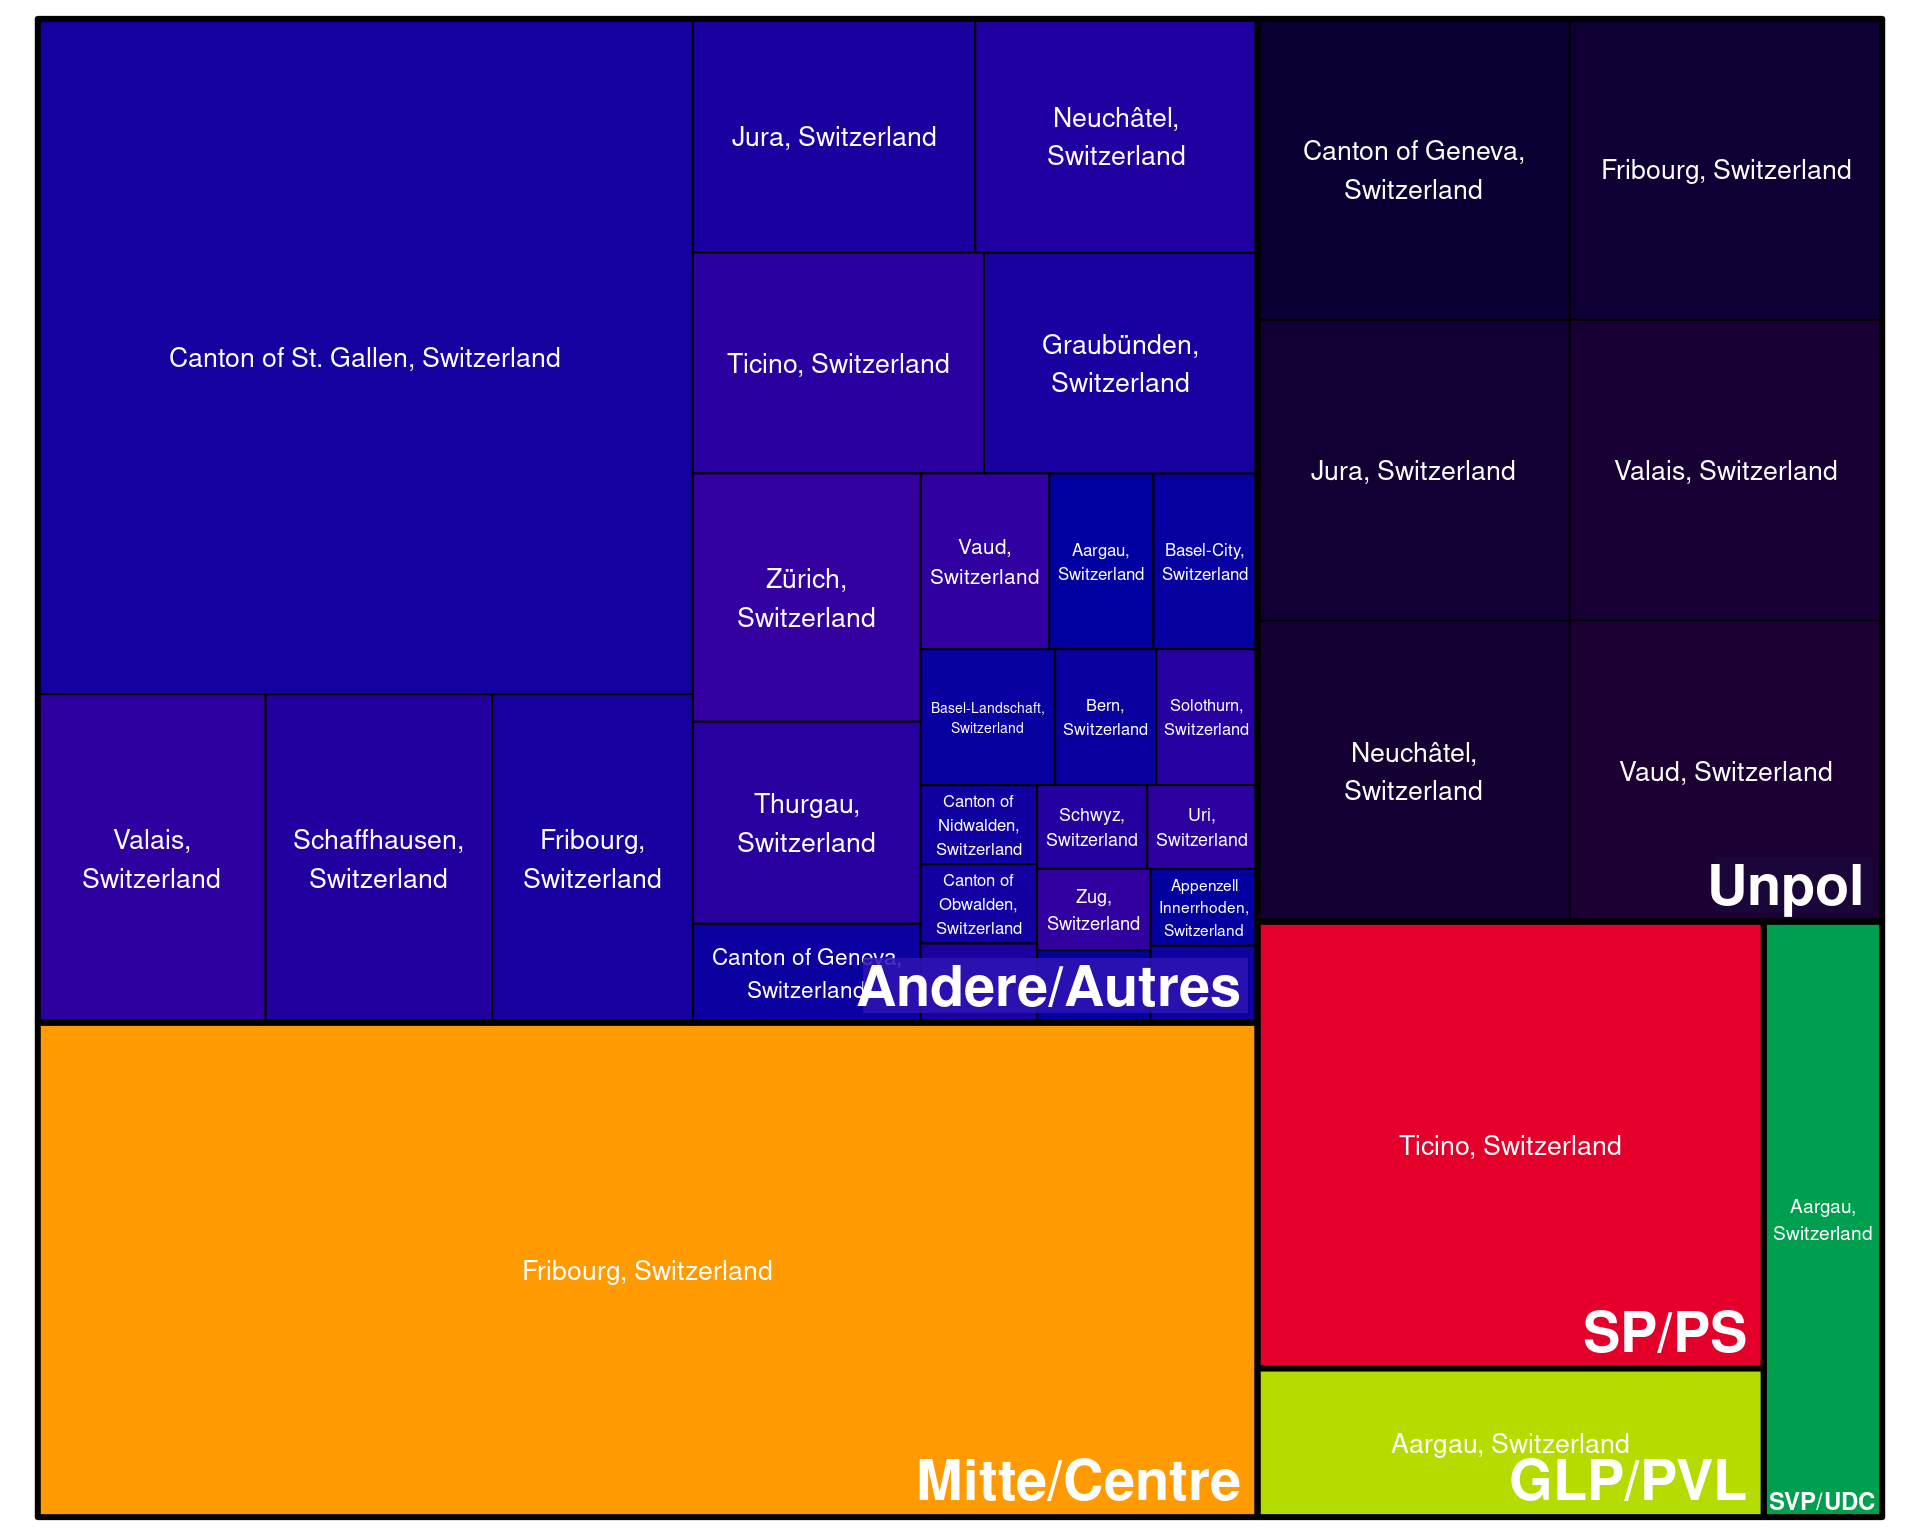 Canton of St. Gallen, Switzerland
Valais,
Switzerland
Schaffhausen,
Switzerland
Fribourg,
Switzerland
Jura, Switzerland
Neuchâtel,
Switzerland
Ticino, Switzerland
Graubünden,
Switzerland
Zürich,
Switzerland
Thurgau,
Switzerland
Canton of Geneva,
Switzerland
Vaud,
Switzerland
Aargau,
Switzerland
Basel-City,
Switzerland
Basel-Landschaft,
Switzerland
Bern,
Switzerland
Solothurn,
Switzerland
Canton of
Nidwalden,
Switzerland
Canton of
Obwalden,
Switzerland
Schwyz,
Switzerland
Uri,
Switzerland
Zug,
Switzerland
Appenzell
Innerrhoden,
Switzerland
Andere/Autres
Fribourg, Switzerland
Mitte/Centre
Canton of Geneva,
Switzerland
Fribourg, Switzerland
Jura, Switzerland
Valais, Switzerland
Neuchâtel,
Switzerland
Vaud, Switzerland
Unpol
Ticino, Switzerland
SP/PS
Aargau, Switzerland
GLP/PVL
Aargau,
Switzerland
SVP/UDC